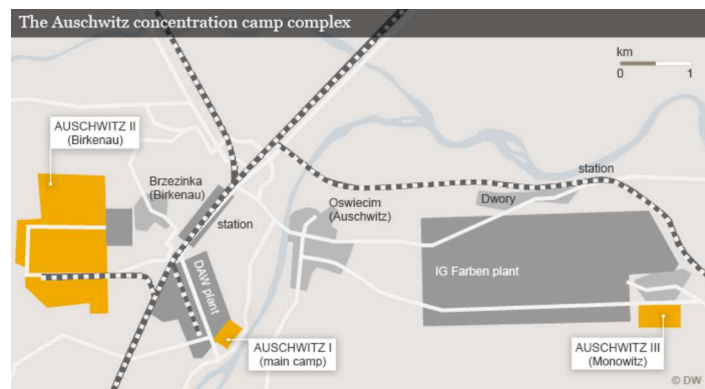 The Auschwitz concentration camp complex
km
0 1
AUSCHWITZ II
(Birkenau)
Brzezinka
(Birkenau)
station
Oswiecim
(Auschwitz)
station
Dwory
DAW plant
IG Farben plant
AUSCHWITZ I
(main camp)
AUSCHWITZ III
(Monowitz)
© DW